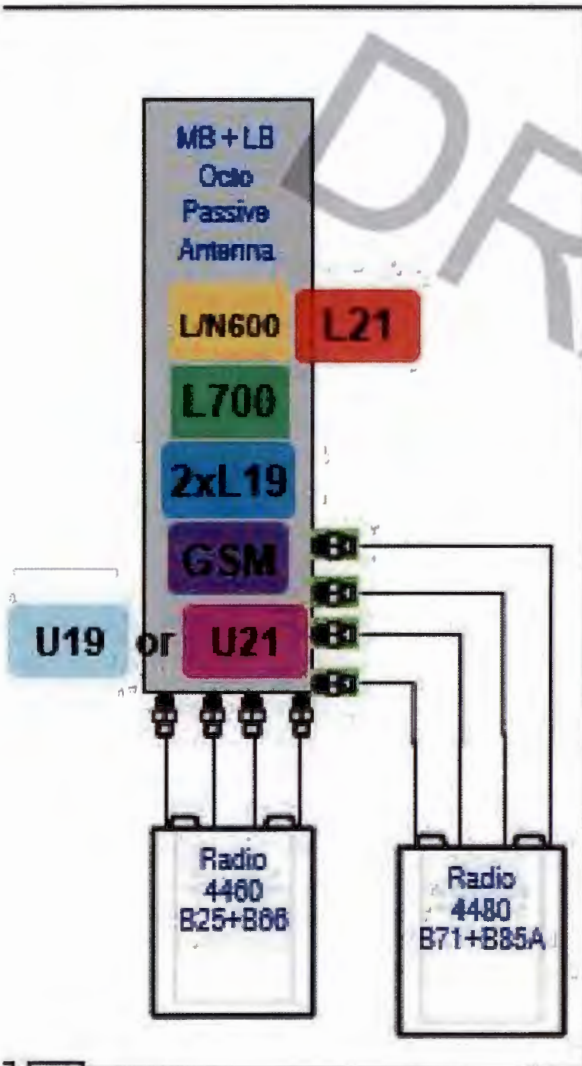 MB + LB
Octo
Passive
Antenna
L/N600 L21
L700
2xL19
GSM
U19 or U21
Radio
4460
B25+B66
Radio
4480
B71+B85A
DR